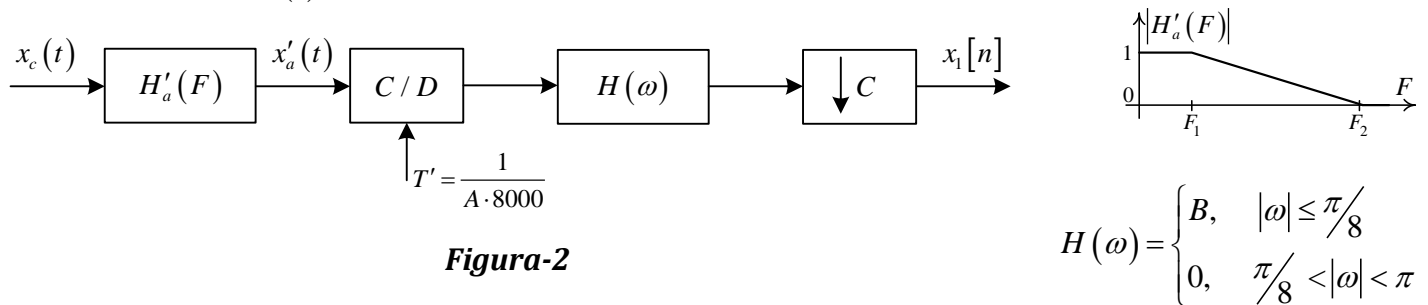 x_c(t) H'_a(F) x'_a(t) C / D H(ω) ↓ C x_1[n]
T' = 1 / (A · 8000)
Figura-2
|H'_a(F)|
1
0
F_1 F_2 F
H(ω) = { B, |ω| ≤ π/8
0, π/8 < |ω| < π